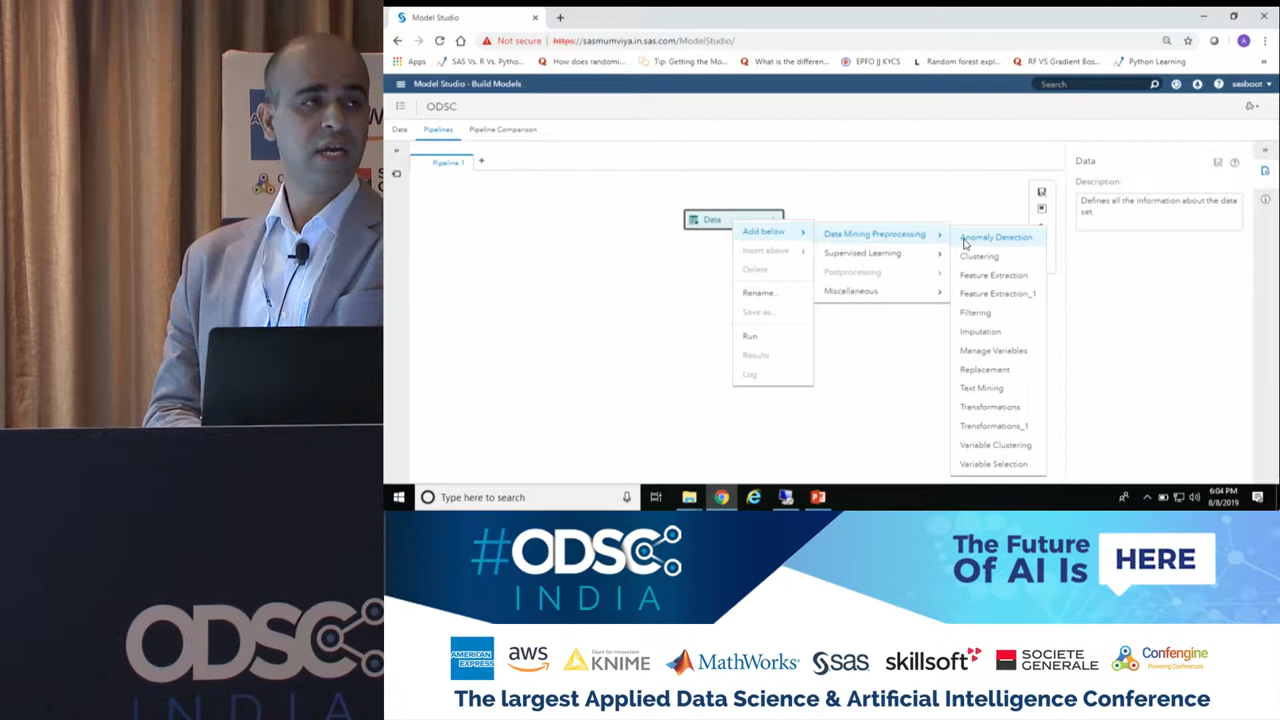 Model Studio
Not secure
https://sasmumviya.in.sas.com/ModelStudio/
Apps
SAS Vs. R Vs. Pytho...
How does randomi...
Tip: Getting the Mo...
What is the differen...
EPFO || KYCS
Random forest expl...
RF VS Gradient Bos...
Python Learning
Model Studio - Build Models
Search
sasboot
ODSC
Data
Pipelines
Pipeline Comparison
Pipeline 1
Data
Add below
Insert above
Delete
Rename...
Save as...
Run
Results
Log
Data Mining Preprocessing
Supervised Learning
Postprocessing
Miscellaneous
Anomaly Detection
Clustering
Feature Extraction
Feature Extraction_1
Filtering
Imputation
Manage Variables
Replacement
Text Mining
Transformations
Transformations_1
Variable Clustering
Variable Selection
Data
Description:
Defines all the information about the data
set.
Type here to search
6:04 PM
8/8/2019
ODSC
INDIA
#ODSC
INDIA
The Future
Of AI Is
HERE
AMERICAN
EXPRESS
aws
Open for Innovation
KNIME
MathWorks
sas
skillsoft
SOCIETE
GENERALE
Confengine
Powering Conferences
The largest Applied Data Science & Artificial Intelligence Conference